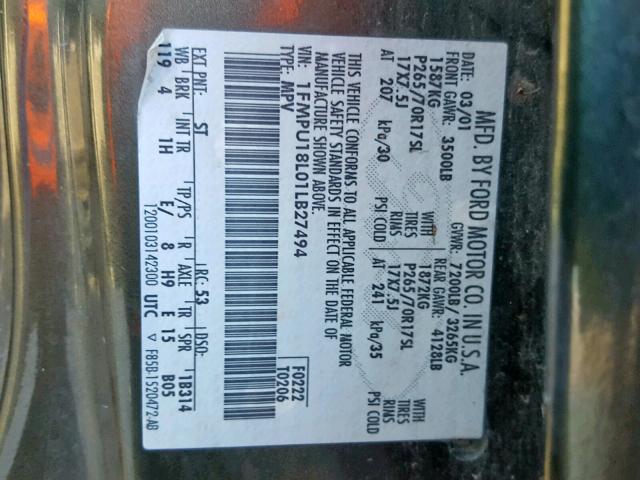 MFD. BY FORD MOTOR CO. IN U.S.A.
DATE: 03/01 GVWR: 7200LB / 3265KG
FRONT GAWR: 3500LB REAR GAWR: 4128LB
1587KG WITH 1872KG WITH
P265/70R17SL TIRES P265/70R17SL TIRES
17X7.5J RIMS 17X7.5J RIMS
AT 207 kPa/30 PSI COLD AT 241 kPa/35 PSI COLD
THIS VEHICLE CONFORMS TO ALL APPLICABLE FEDERAL MOTOR
VEHICLE SAFETY STANDARDS IN EFFECT ON THE DATE OF
MANUFACTURE SHOWN ABOVE.
VIN: 1FMPU18L01LB27494 F0222
TYPE: MPV T0206
EXT PNT: ST RC: 53 DSO:
WB BRK INT TR TP/PS R AXLE TR SPR 1B314
119 4 1H E/ 8 H9 E 15 B05
1200103142300 UTC ▽ F85B-1520472-AB